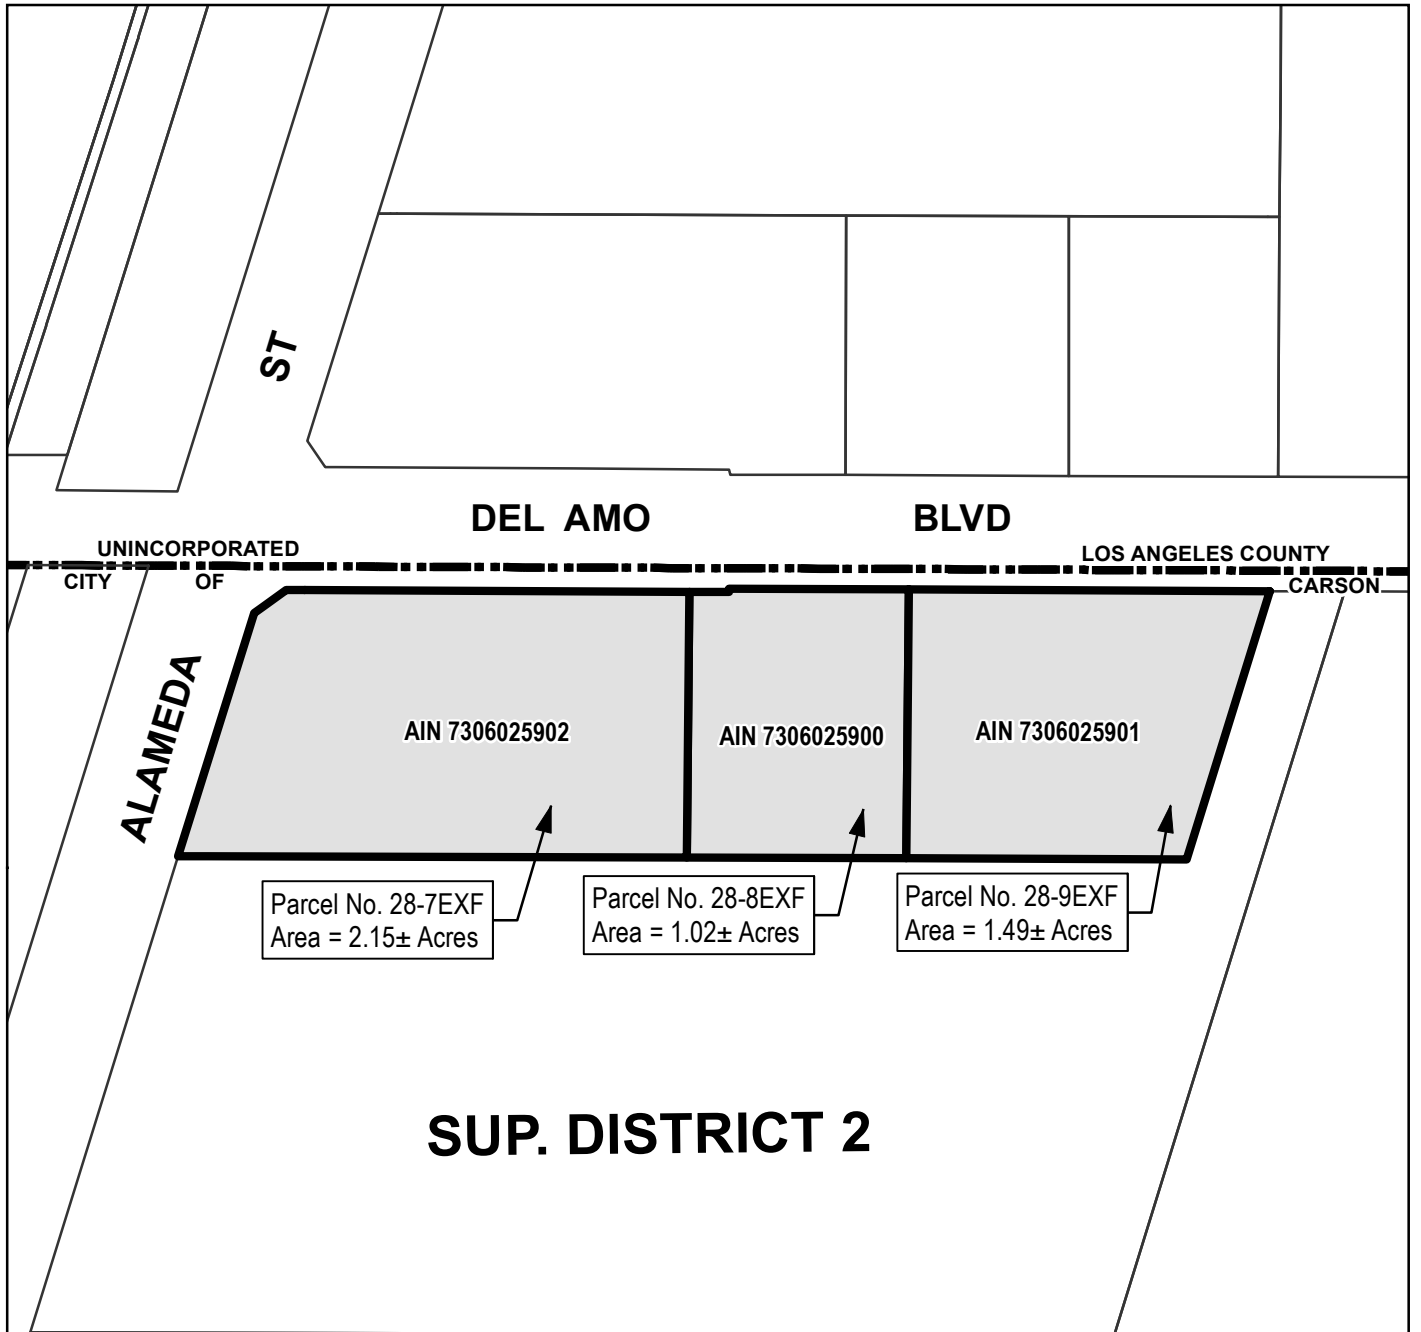 ST
DEL AMO BLVD
UNINCORPORATED LOS ANGELES COUNTY
CITY OF CARSON
ALAMEDA
AIN 7306025902
AIN 7306025900
AIN 7306025901
Parcel No. 28-7EXF
Area = 2.15± Acres
Parcel No. 28-8EXF
Area = 1.02± Acres
Parcel No. 28-9EXF
Area = 1.49± Acres
SUP. DISTRICT 2